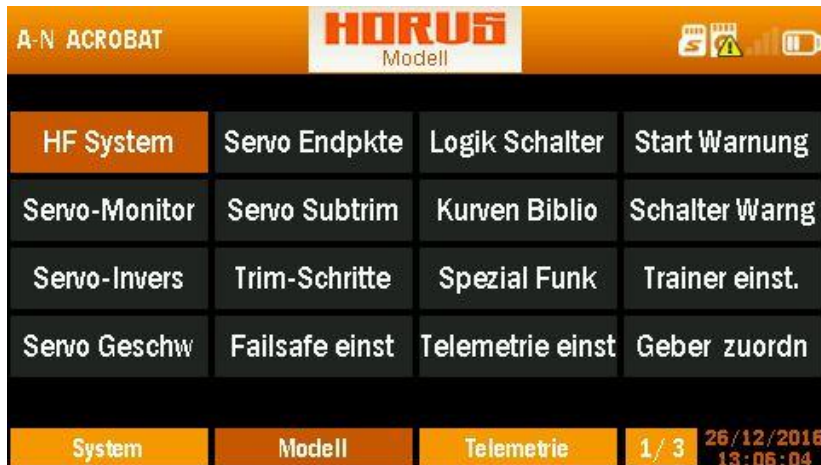 A-N ACROBAT
HORUS
Modell
HF System Servo Endpkte Logik Schalter Start Warnung
Servo-Monitor Servo Subtrim Kurven Biblio Schalter Warng
Servo-Invers Trim-Schritte Spezial Funk Trainer einst.
Servo Geschw Failsafe einst Telemetrie einst Geber zuordn
System Modell Telemetrie 1/3 26/12/2016
13:06:04